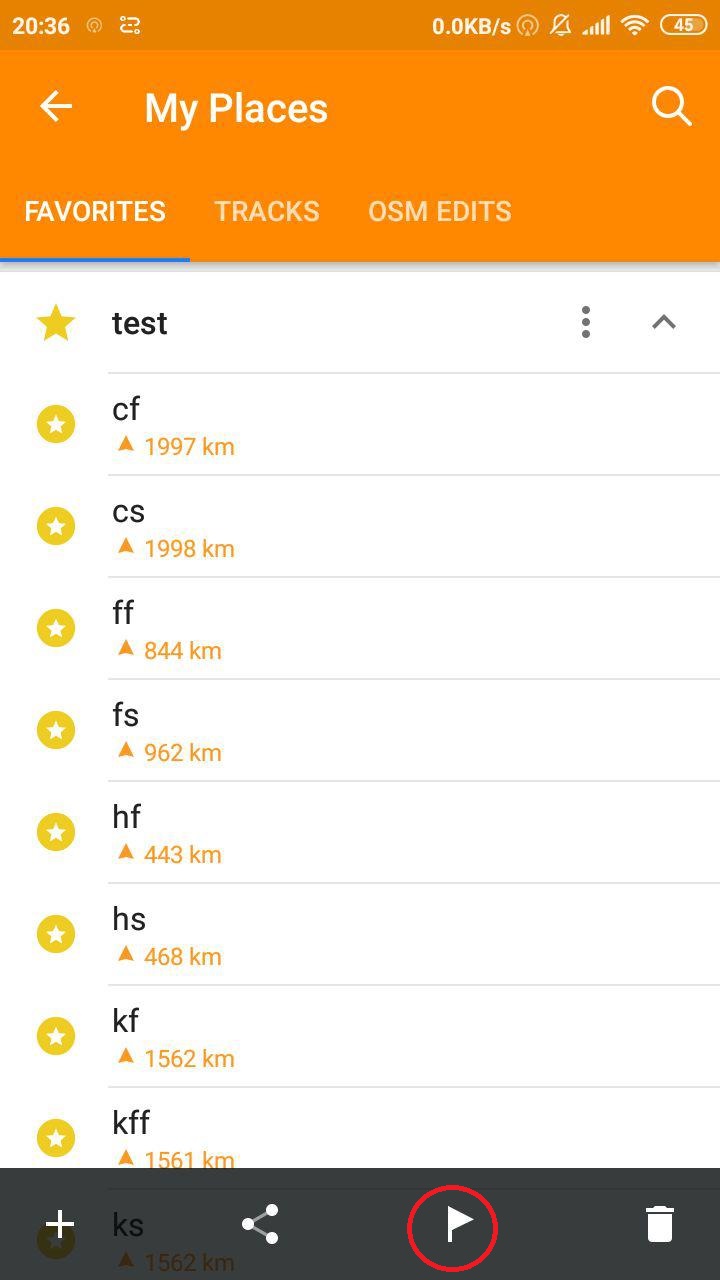 20:36 0.0KB/s 45
My Places
FAVORITES TRACKS OSM EDITS
test
cf
1997 km
cs
1998 km
ff
844 km
fs
962 km
hf
443 km
hs
468 km
kf
1562 km
kff
1561 km
ks
1562 km